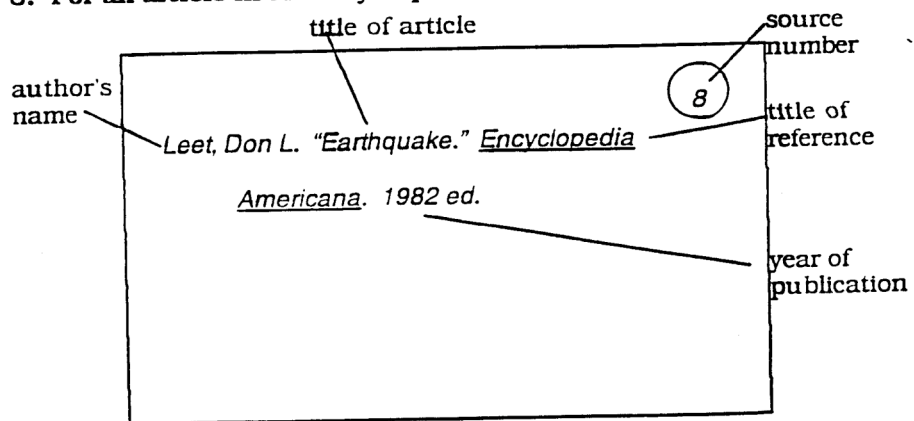 title of article
source
number
author's
name
8
Leet, Don L. "Earthquake." Encyclopedia
title of
reference
Americana. 1982 ed.
year of
publication